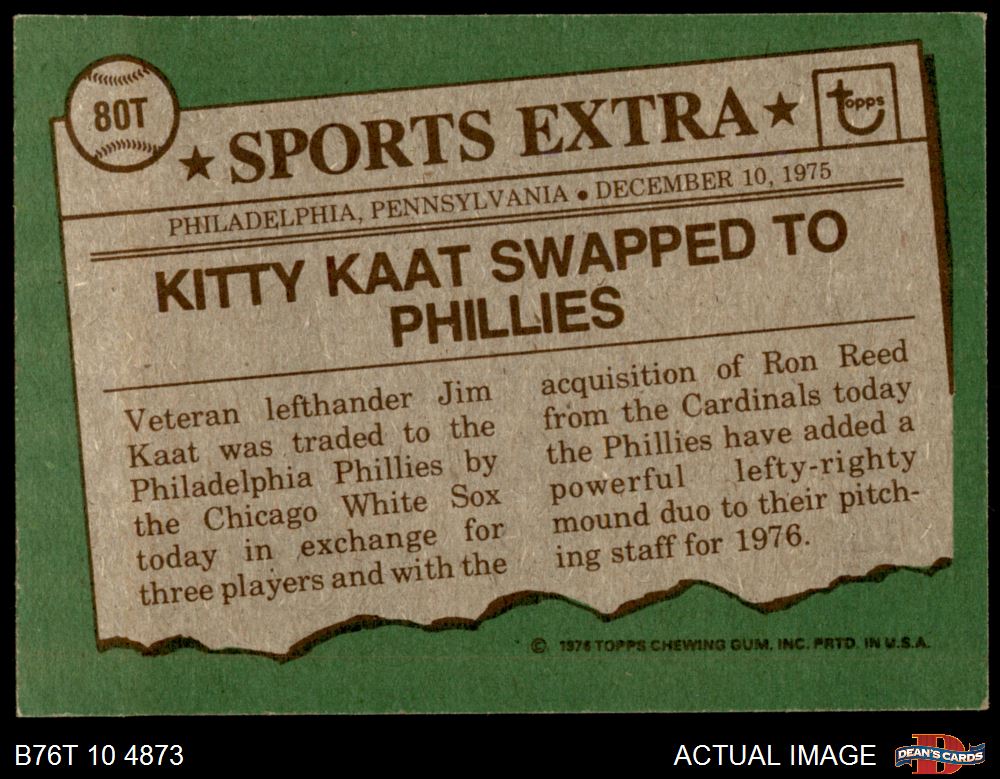 80T
★ SPORTS EXTRA ★
topps
PHILADELPHIA, PENNSYLVANIA • DECEMBER 10, 1975
KITTY KAAT SWAPPED TO
PHILLIES
Veteran lefthander Jim
Kaat was traded to the
Philadelphia Phillies by
the Chicago White Sox
today in exchange for
three players and with the
acquisition of Ron Reed
from the Cardinals today
the Phillies have added a
powerful lefty-righty
mound duo to their pitch-
ing staff for 1976.
© 1976 TOPPS CHEWING GUM, INC. PRTD. IN U.S.A.
B76T 10 4873
ACTUAL IMAGE
D
DEAN'S CARDS